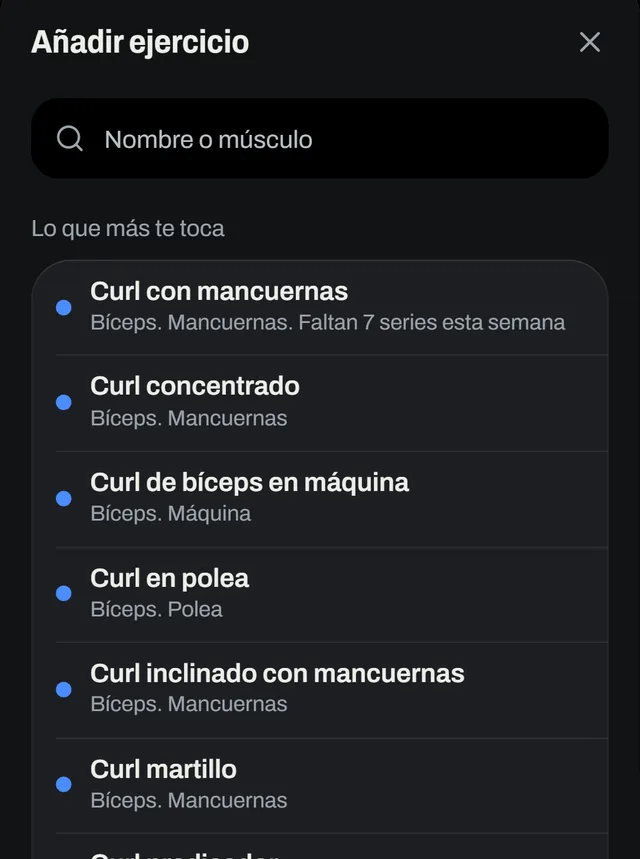 Añadir ejercicio
Nombre o músculo
Lo que más te toca
Curl con mancuernas
Bíceps. Mancuernas. Faltan 7 series esta semana
Curl concentrado
Bíceps. Mancuernas
Curl de bíceps en máquina
Bíceps. Máquina
Curl en polea
Bíceps. Polea
Curl inclinado con mancuernas
Bíceps. Mancuernas
Curl martillo
Bíceps. Mancuernas
Curl predicador